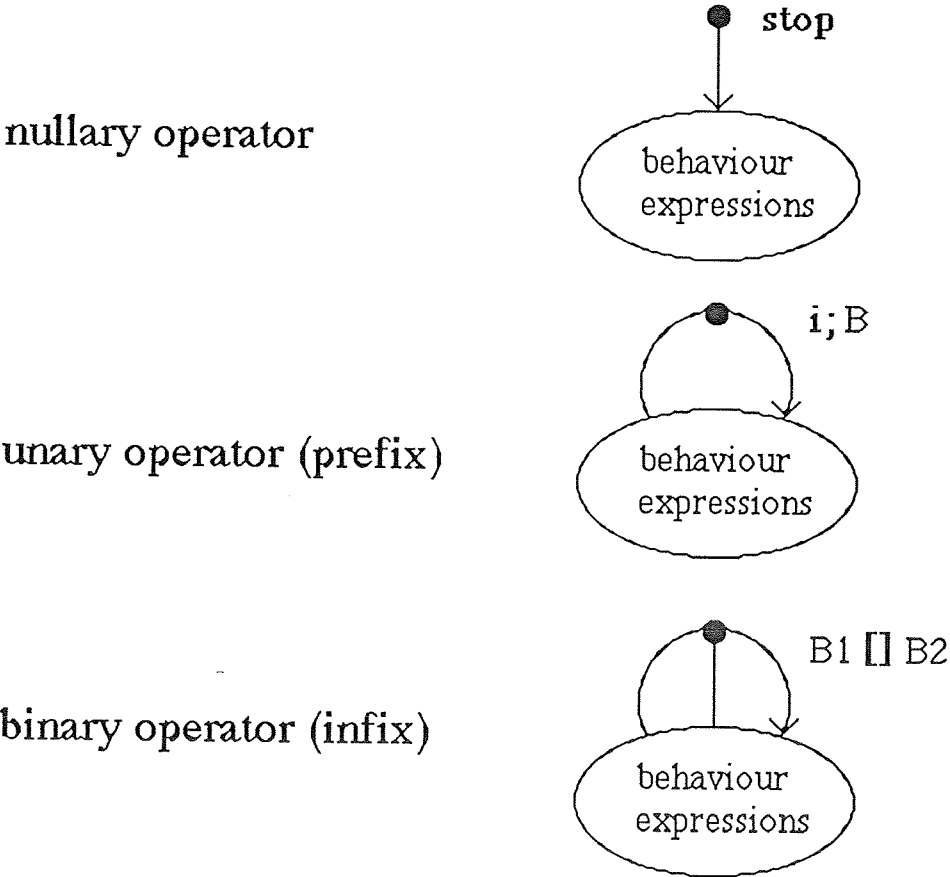 stop
nullary operator
behaviour
expressions
i; B
unary operator (prefix)
behaviour
expressions
B1 [] B2
binary operator (infix)
behaviour
expressions